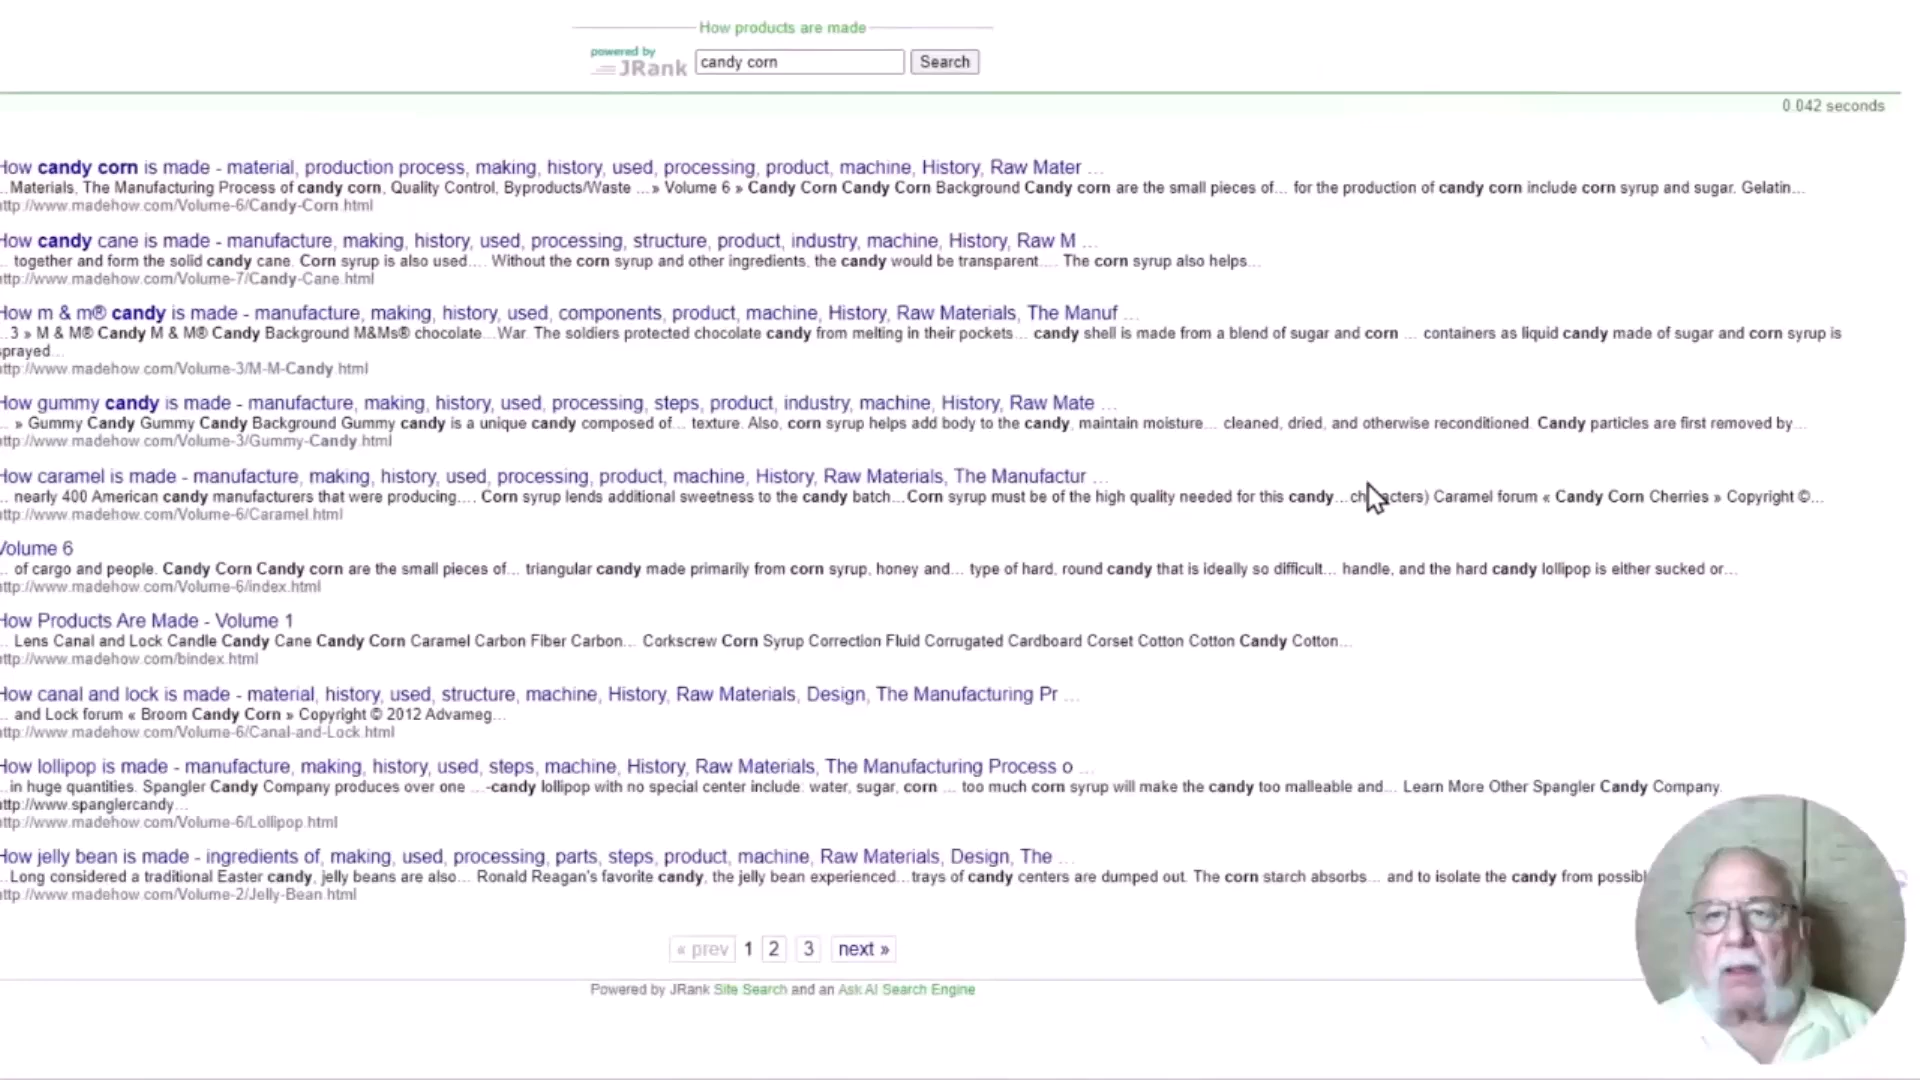 How products are made
powered by
JRank
candy corn
Search
0.042 seconds
How candy corn is made - material, production process, making, history, used, processing, product, machine, History, Raw Mater ...
...Materials, The Manufacturing Process of candy corn, Quality Control, Byproducts/Waste ...» Volume 6 » Candy Corn Candy Corn Background Candy corn are the small pieces of... for the production of candy corn include corn syrup and sugar. Gelatin...
http://www.madehow.com/Volume-6/Candy-Corn.html
How candy cane is made - manufacture, making, history, used, processing, structure, product, industry, machine, History, Raw M ...
... together and form the solid candy cane. Corn syrup is also used.... Without the corn syrup and other ingredients, the candy would be transparent.... The corn syrup also helps...
http://www.madehow.com/Volume-7/Candy-Cane.html
How m & m® candy is made - manufacture, making, history, used, components, product, machine, History, Raw Materials, The Manuf ...
...3 » M & M® Candy M & M® Candy Background M&Ms® chocolate...War. The soldiers protected chocolate candy from melting in their pockets... candy shell is made from a blend of sugar and corn ... containers as liquid candy made of sugar and corn syrup is
sprayed...
http://www.madehow.com/Volume-3/M-M-Candy.html
How gummy candy is made - manufacture, making, history, used, processing, steps, product, industry, machine, History, Raw Mate ...
... » Gummy Candy Gummy Candy Background Gummy candy is a unique candy composed of... texture. Also, corn syrup helps add body to the candy, maintain moisture... cleaned, dried, and otherwise reconditioned. Candy particles are first removed by...
http://www.madehow.com/Volume-3/Gummy-Candy.html
How caramel is made - manufacture, making, history, used, processing, product, machine, History, Raw Materials, The Manufactur ...
... nearly 400 American candy manufacturers that were producing.... Corn syrup lends additional sweetness to the candy batch...Corn syrup must be of the high quality needed for this candy...characters) Caramel forum « Candy Corn Cherries » Copyright ©...
http://www.madehow.com/Volume-6/Caramel.html
Volume 6
... of cargo and people. Candy Corn Candy corn are the small pieces of... triangular candy made primarily from corn syrup, honey and... type of hard, round candy that is ideally so difficult... handle, and the hard candy lollipop is either sucked or...
http://www.madehow.com/Volume-6/index.html
How Products Are Made - Volume 1
... Lens Canal and Lock Candle Candy Cane Candy Corn Caramel Carbon Fiber Carbon... Corkscrew Corn Syrup Correction Fluid Corrugated Cardboard Corset Cotton Cotton Candy Cotton...
http://www.madehow.com/bindex.html
How canal and lock is made - material, history, used, structure, machine, History, Raw Materials, Design, The Manufacturing Pr ...
... and Lock forum « Broom Candy Corn » Copyright © 2012 Advameg...
http://www.madehow.com/Volume-6/Canal-and-Lock.html
How lollipop is made - manufacture, making, history, used, steps, machine, History, Raw Materials, The Manufacturing Process o ...
...in huge quantities. Spangler Candy Company produces over one ...-candy lollipop with no special center include: water, sugar, corn ... too much corn syrup will make the candy too malleable and... Learn More Other Spangler Candy Company.
http://www.spanglercandy...
http://www.madehow.com/Volume-6/Lollipop.html
How jelly bean is made - ingredients of, making, used, processing, parts, steps, product, machine, Raw Materials, Design, The ...
...Long considered a traditional Easter candy, jelly beans are also... Ronald Reagan's favorite candy, the jelly bean experienced...trays of candy centers are dumped out. The corn starch absorbs... and to isolate the candy from possibl
http://www.madehow.com/Volume-2/Jelly-Bean.html
« prev 1 2 3 next »
Powered by JRank Site Search and an Ask AI Search Engine